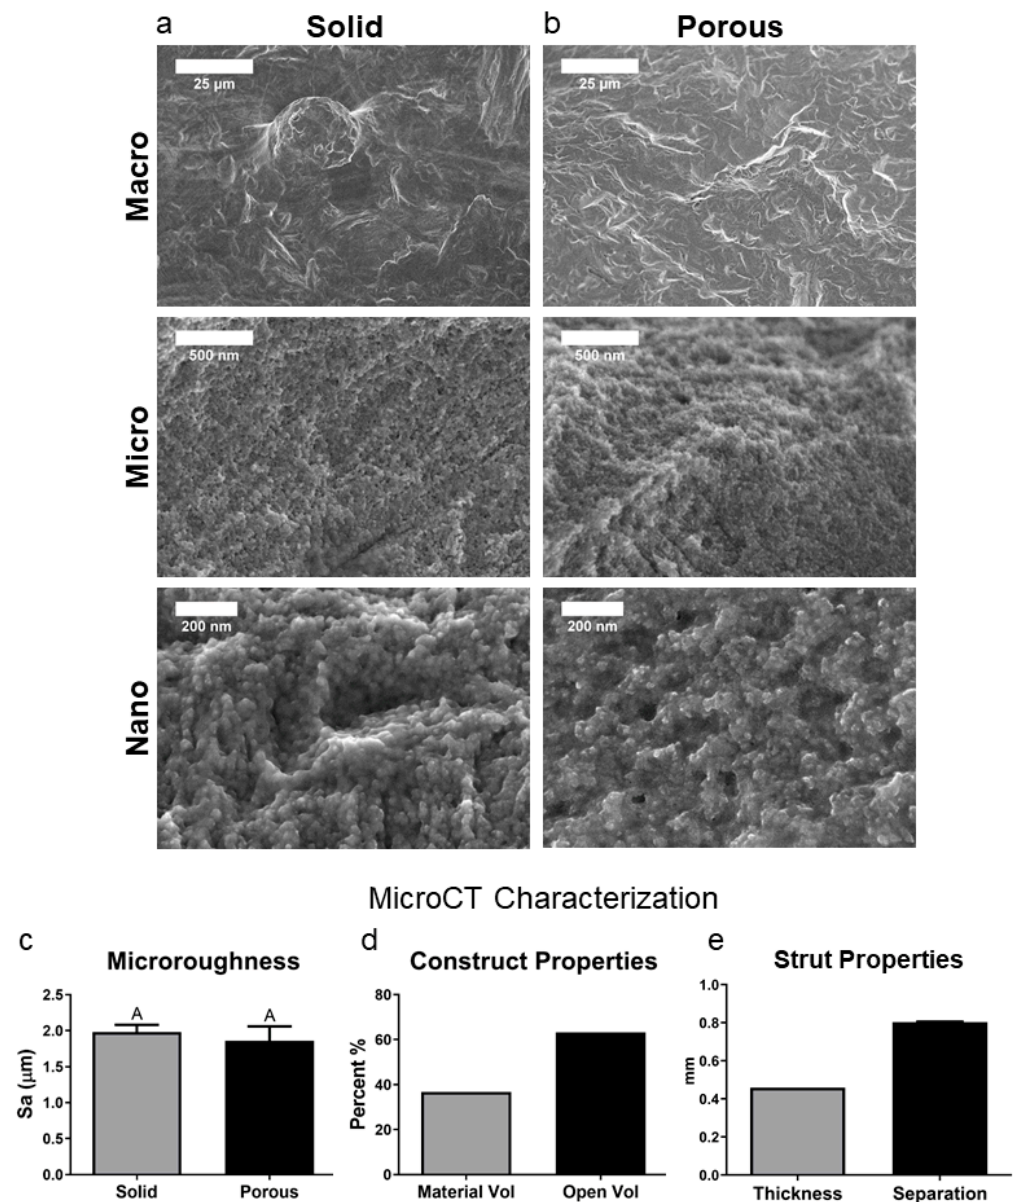 a Solid b Porous
Macro
25 µm
25 µm
Micro
500 nm
500 nm
Nano
200 nm
200 nm
MicroCT Characterization
c
Microroughness
Sa (µm)
2.5
2.0
1.5
1.0
0.5
0.0
A
A
Solid Porous
d
Construct Properties
Percent %
80
60
40
20
0
Material Vol Open Vol
e
Strut Properties
mm
1.0
0.8
0.6
0.4
0.2
0.0
Thickness Separation